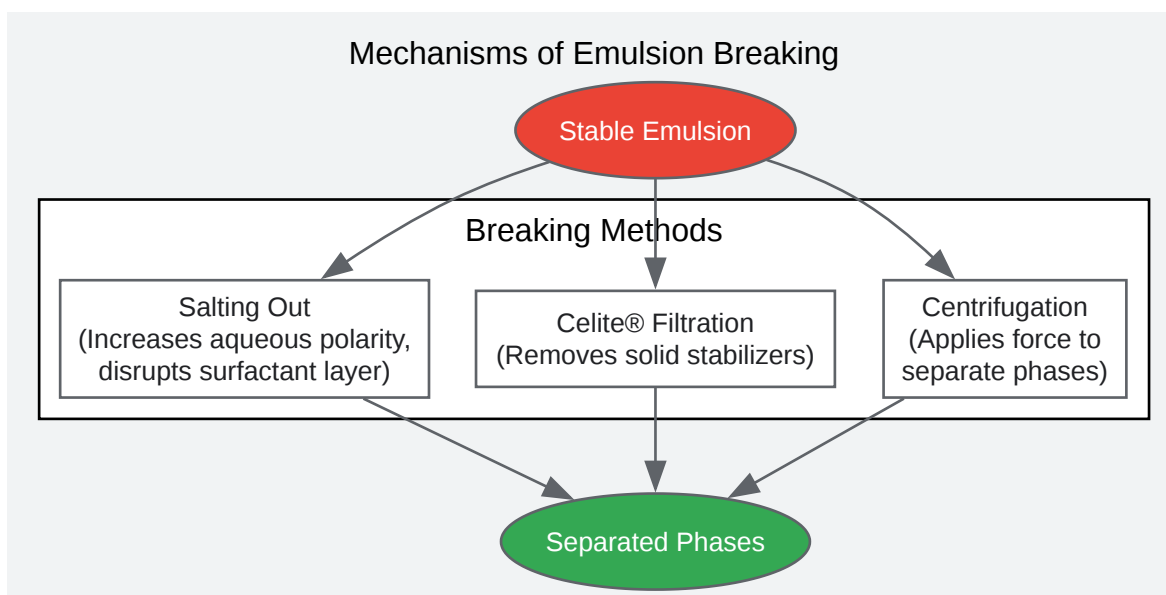 Mechanisms of Emulsion Breaking
Stable Emulsion
Breaking Methods
Salting Out
(Increases aqueous polarity,
disrupts surfactant layer)
Celite® Filtration
(Removes solid stabilizers)
Centrifugation
(Applies force to
separate phases)
Separated Phases